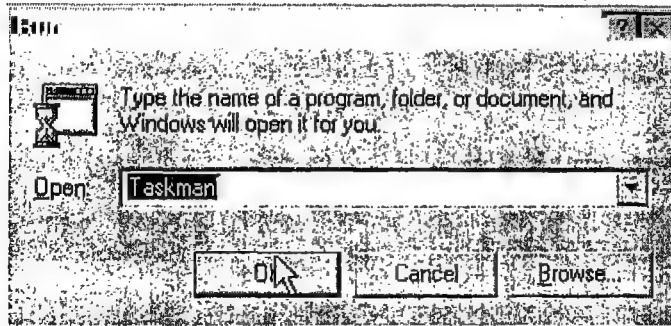 Run
Type the name of a program, folder, or document, and
Windows will open it for you.
Open: Taskman
OK Cancel Browse...